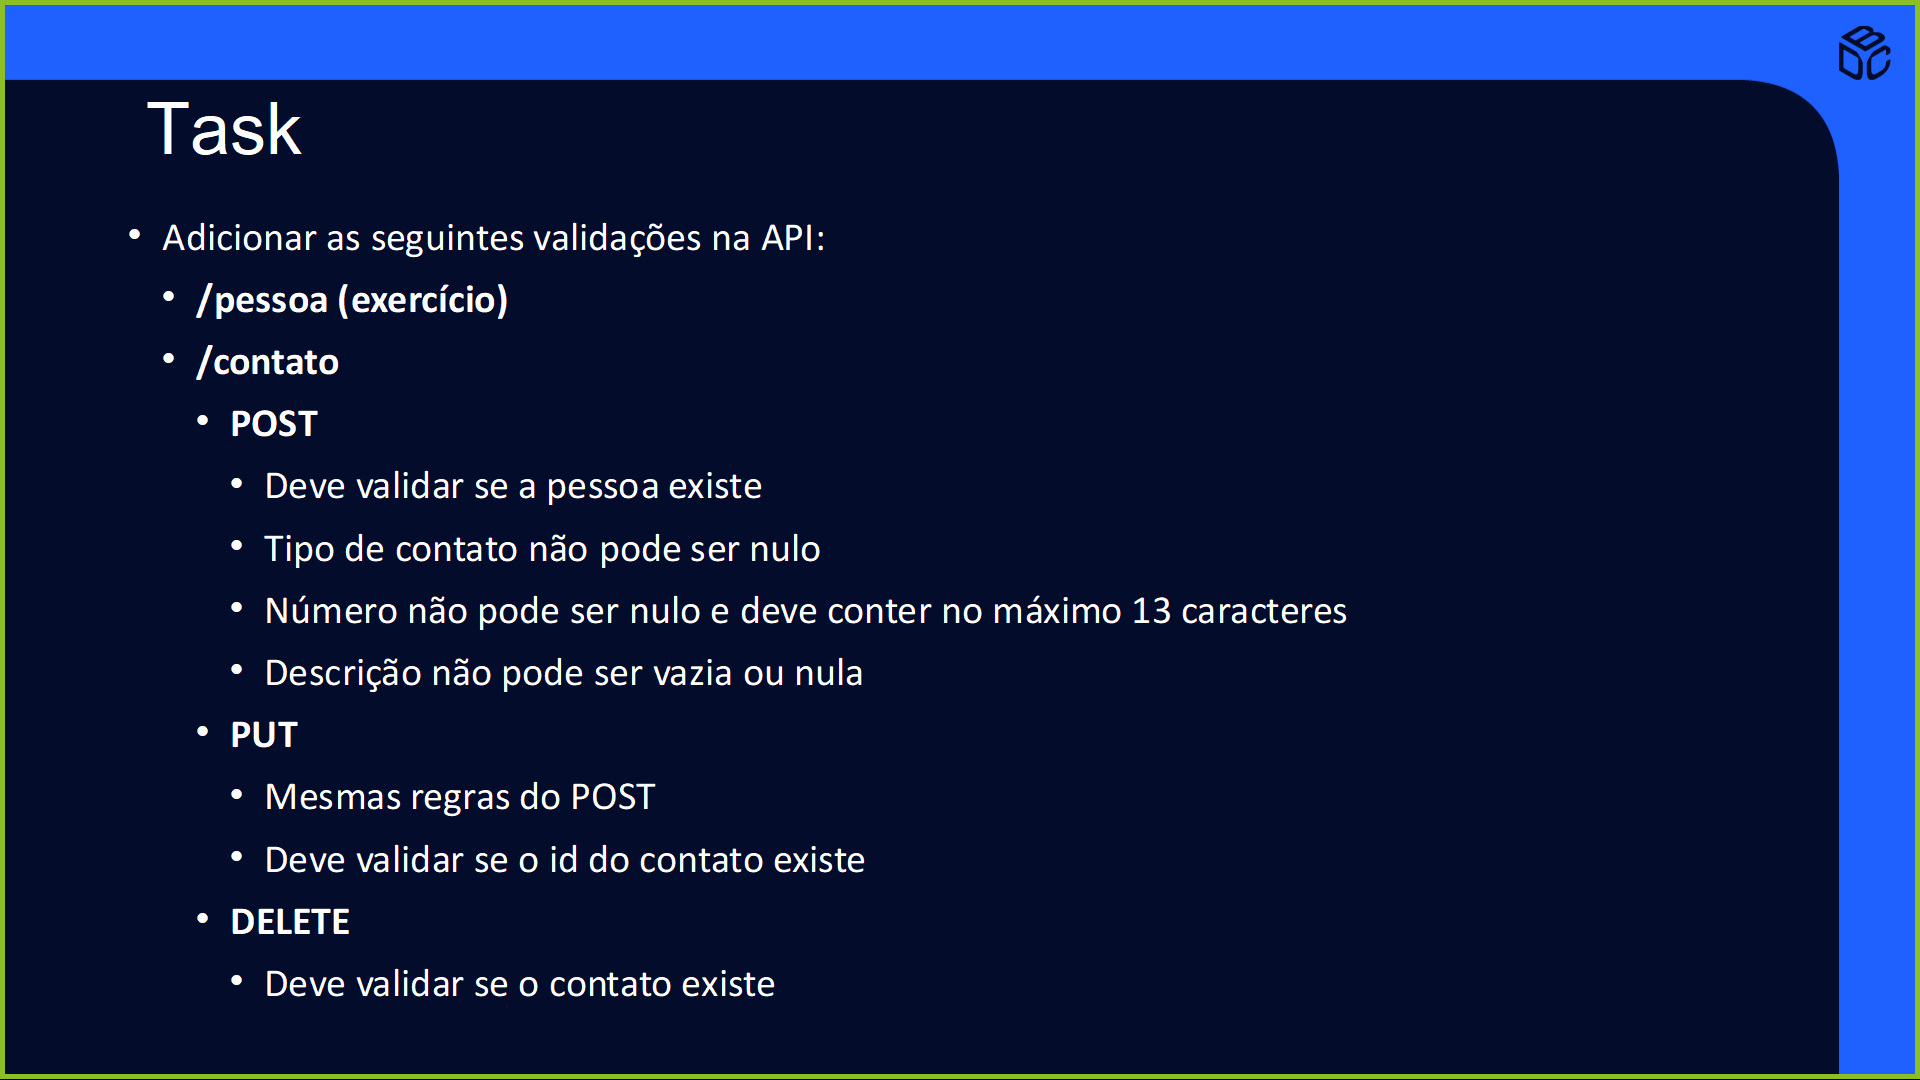 Task
• Adicionar as seguintes validações na API:
• /pessoa (exercício)
• /contato
• POST
• Deve validar se a pessoa existe
• Tipo de contato não pode ser nulo
• Número não pode ser nulo e deve conter no máximo 13 caracteres
• Descrição não pode ser vazia ou nula
• PUT
• Mesmas regras do POST
• Deve validar se o id do contato existe
• DELETE
• Deve validar se o contato existe